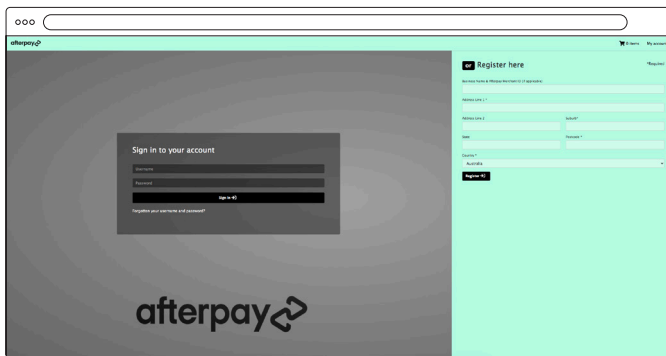 afterpay
0 items My account
Sign in to your account
Username
Password
Sign in
Forgotten your username and password?
afterpay
or Register here
*Required
Business Name & Afterpay Merchant ID (if applicable)
Address Line 1 *
Address Line 2
Suburb*
State
Postcode *
Country *
Australia
Register